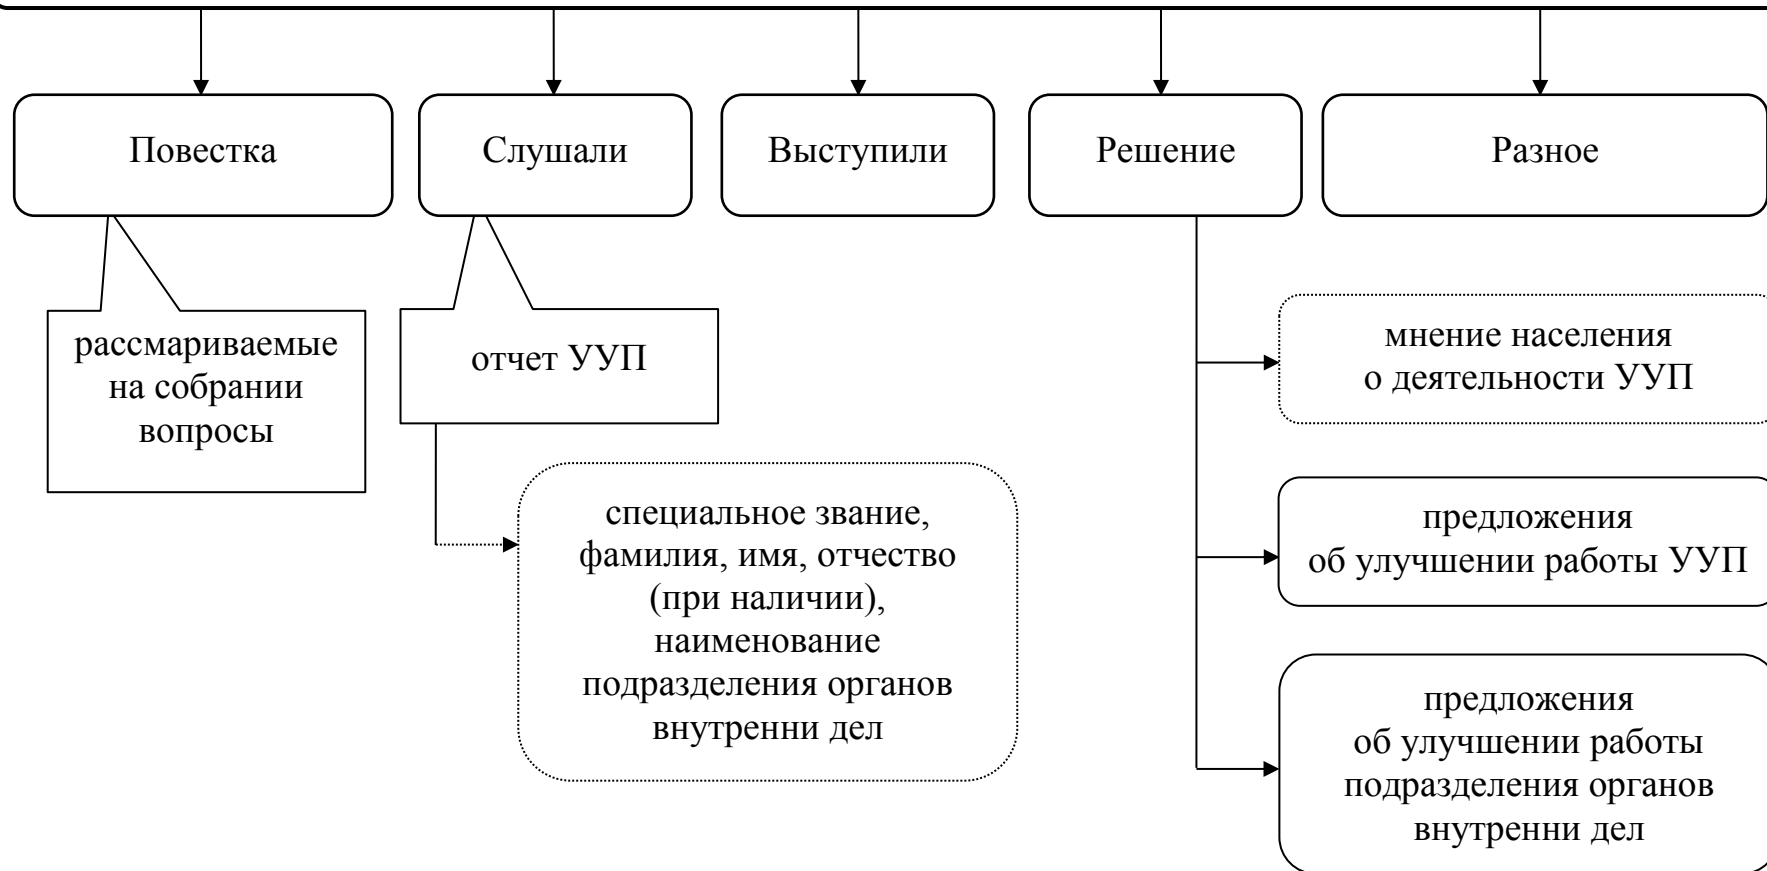 Повестка
Слушали
Выступили
Решение
Разное
рассмариваемые
на собрании
вопросы
отчет УУП
специальное звание,
фамилия, имя, отчество
(при наличии),
наименование
подразделения органов
внутренни дел
мнение населения
о деятельности УУП
предложения
об улучшении работы УУП
предложения
об улучшении работы
подразделения органов
внутренни дел